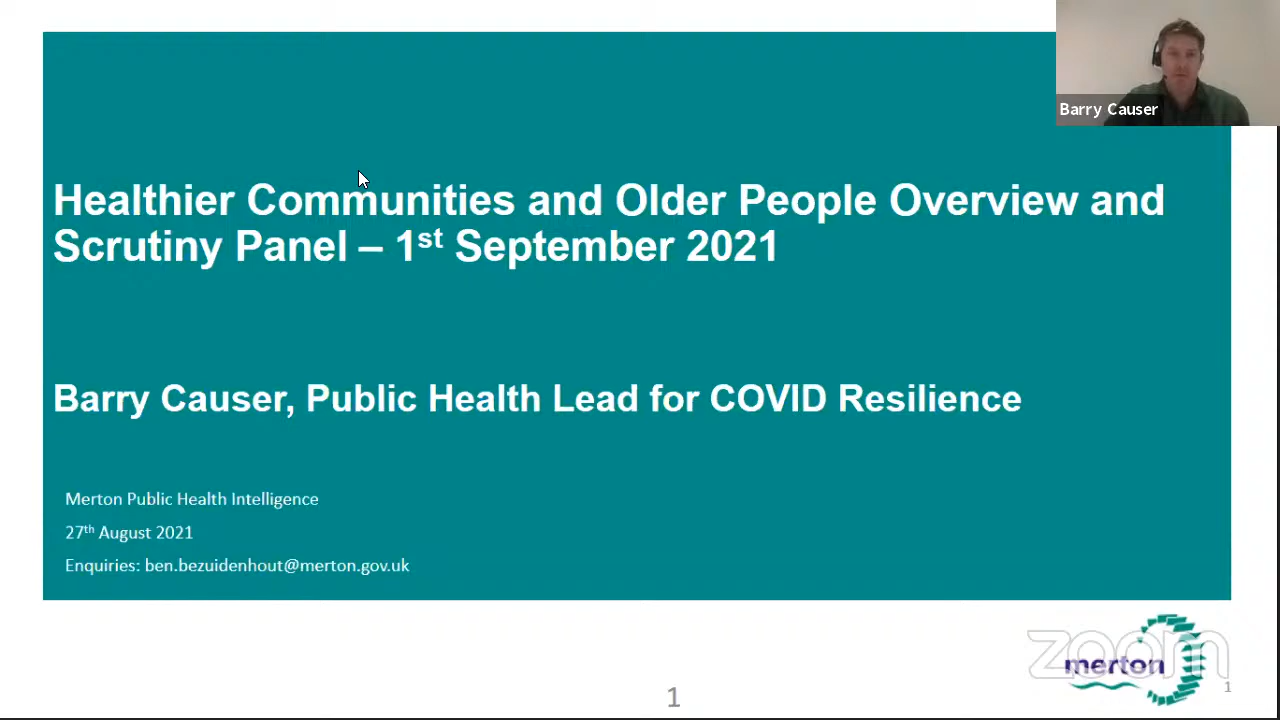 Barry Causer
Healthier Communities and Older People Overview and
Scrutiny Panel – 1st September 2021
Barry Causer, Public Health Lead for COVID Resilience
Merton Public Health Intelligence
27th August 2021
Enquiries: ben.bezuidenhout@merton.gov.uk
zoom
merton
1
1